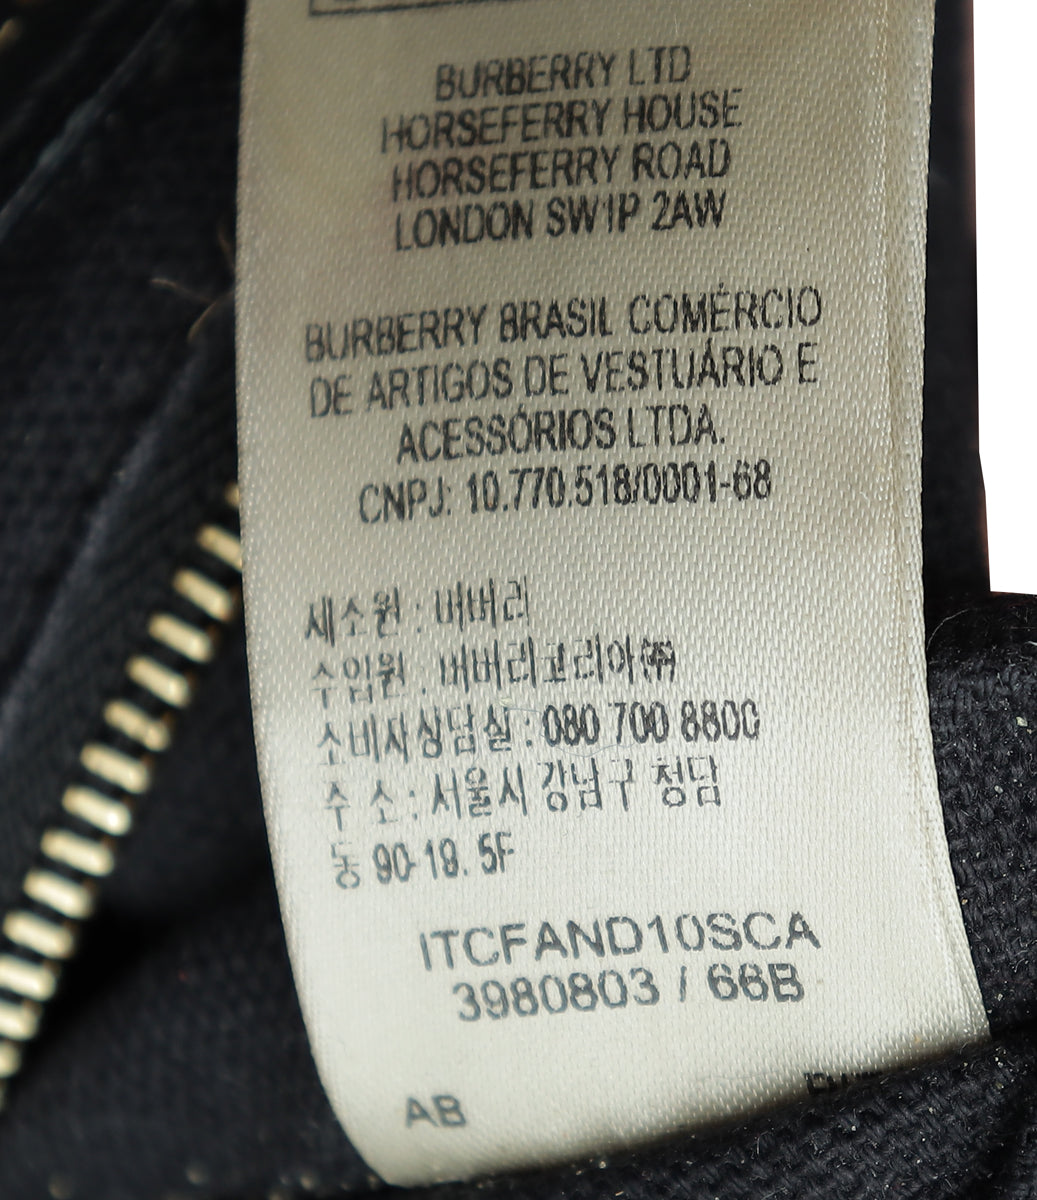 BURBERRY LTD
HORSEFERRY HOUSE
HORSEFERRY ROAD
LONDON SW1P 2AW
BURBERRY BRASIL COMÉRCIO
DE ARTIGOS DE VESTUÁRIO E
ACESSÓRIOS LTDA.
CNPJ: 10.770.518/0001-68
제소원 : 버버리
수입원 : 버버리코리아㈜
소비자상담실 : 080 700 8800
주 소 : 서울시 강남구 청담
동 90-19. 5F
ITCFAND10SCA
3980803 / 66B
AB